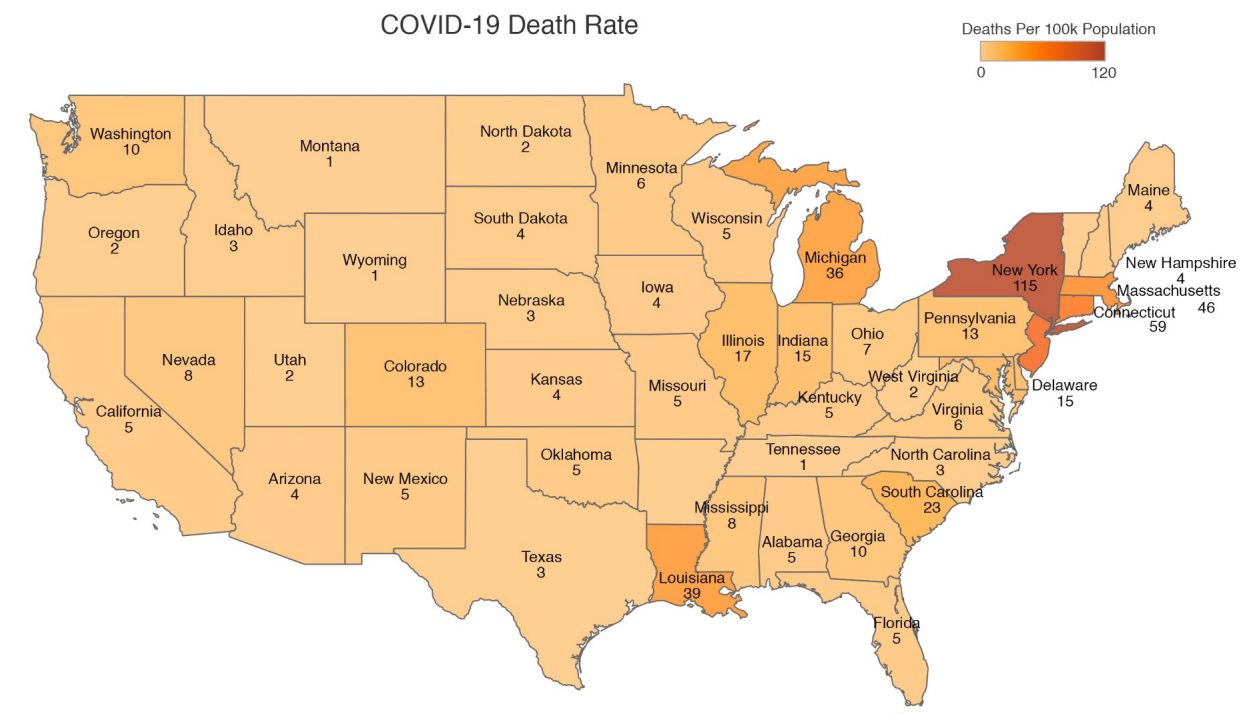 COVID-19 Death Rate
Deaths Per 100k Population
0 120
Washington
10
Montana
1
North Dakota
2
Minnesota
6
Maine
4
Oregon
2
Idaho
3
South Dakota
4
Wisconsin
5
Wyoming
1
Michigan
36
New York
115
New Hampshire
4
Massachusetts
46
Connecticut
59
Nebraska
3
Iowa
4
Pennsylvania
13
Nevada
8
Utah
2
Colorado
13
Illinois
17
Indiana
15
Ohio
7
Kansas
4
Missouri
5
West Virginia
2
Delaware
15
California
5
Kentucky
5
Virginia
6
Arizona
4
New Mexico
5
Oklahoma
5
Tennessee
1
North Carolina
3
South Carolina
23
Mississippi
8
Alabama
5
Georgia
10
Texas
3
Louisiana
39
Florida
5